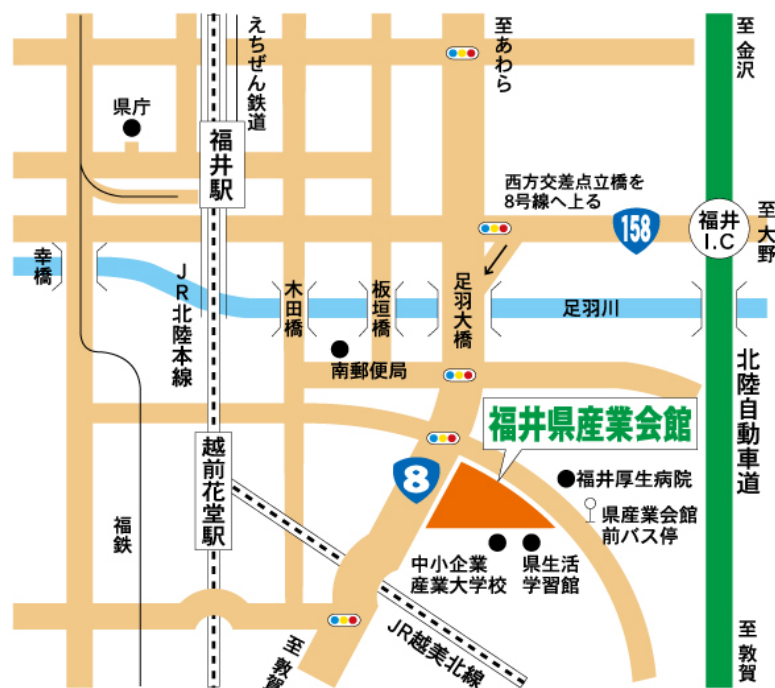 えちぜん鉄道
至あわら
至金沢
県庁
福井駅
西方交差点立橋を
8号線へ上る
158
福井
I.C
至大野
幸橋
JR北陸本線
木田橋
板垣橋
足羽大橋
足羽川
南郵便局
北陸自動車道
福井県産業会館
越前花堂駅
8
福井厚生病院
県産業会館
前バス停
福鉄
中小企業
産業大学校
県生活
学習館
JR越美北線
至敦賀
至敦賀